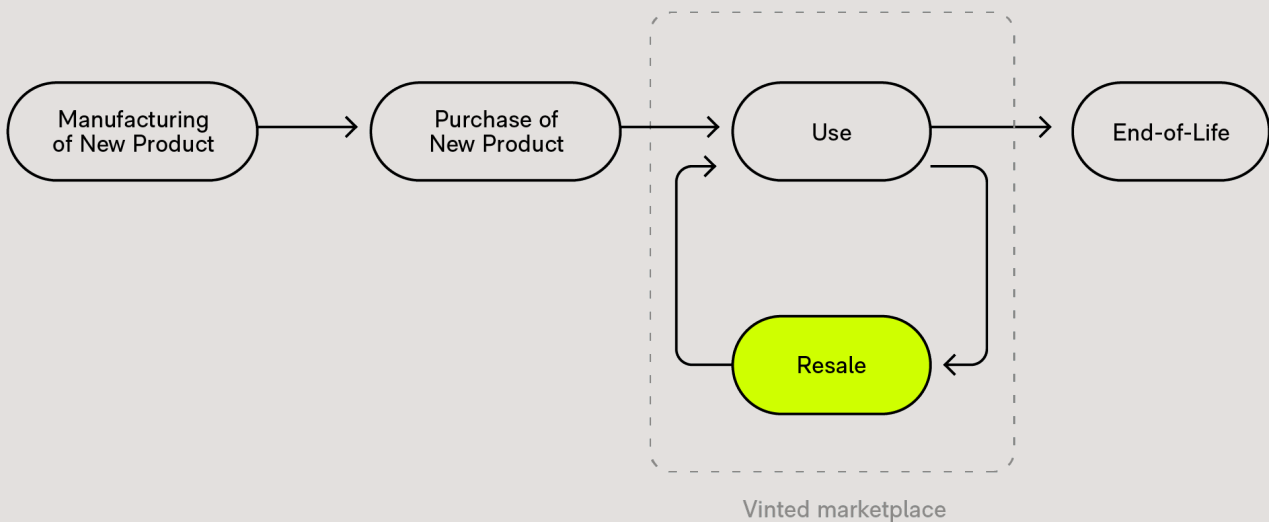 Manufacturing
of New Product
Purchase of
New Product
Use
End-of-Life
Resale
Vinted marketplace